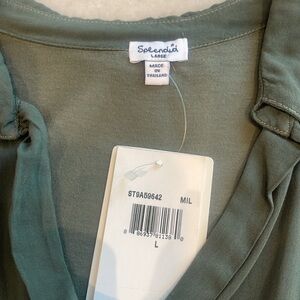 Splendid
LARGE
MADE
IN
THAILAND
ST9A59642 MIL
L